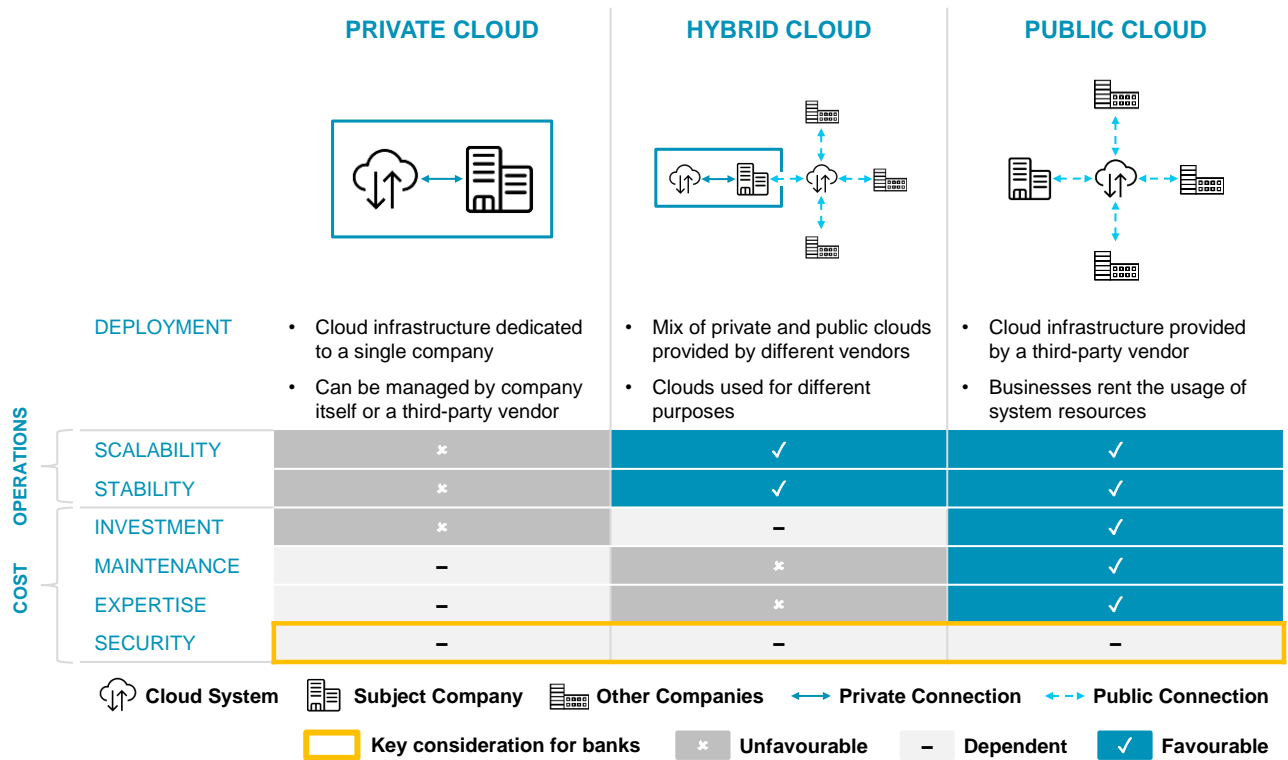 PRIVATE CLOUD
HYBRID CLOUD
PUBLIC CLOUD
DEPLOYMENT
• Cloud infrastructure dedicated
to a single company
• Can be managed by company
itself or a third-party vendor
• Mix of private and public clouds
provided by different vendors
• Clouds used for different
purposes
• Cloud infrastructure provided
by a third-party vendor
• Businesses rent the usage of
system resources
OPERATIONS
SCALABILITY ✖ ✓ ✓
STABILITY ✖ ✓ ✓
COST
INVESTMENT ✖ – ✓
MAINTENANCE – ✖ ✓
EXPERTISE – ✖ ✓
SECURITY – – –
Cloud System
Subject Company
Other Companies
Private Connection
Public Connection
Key consideration for banks
✖ Unfavourable
– Dependent
✓ Favourable